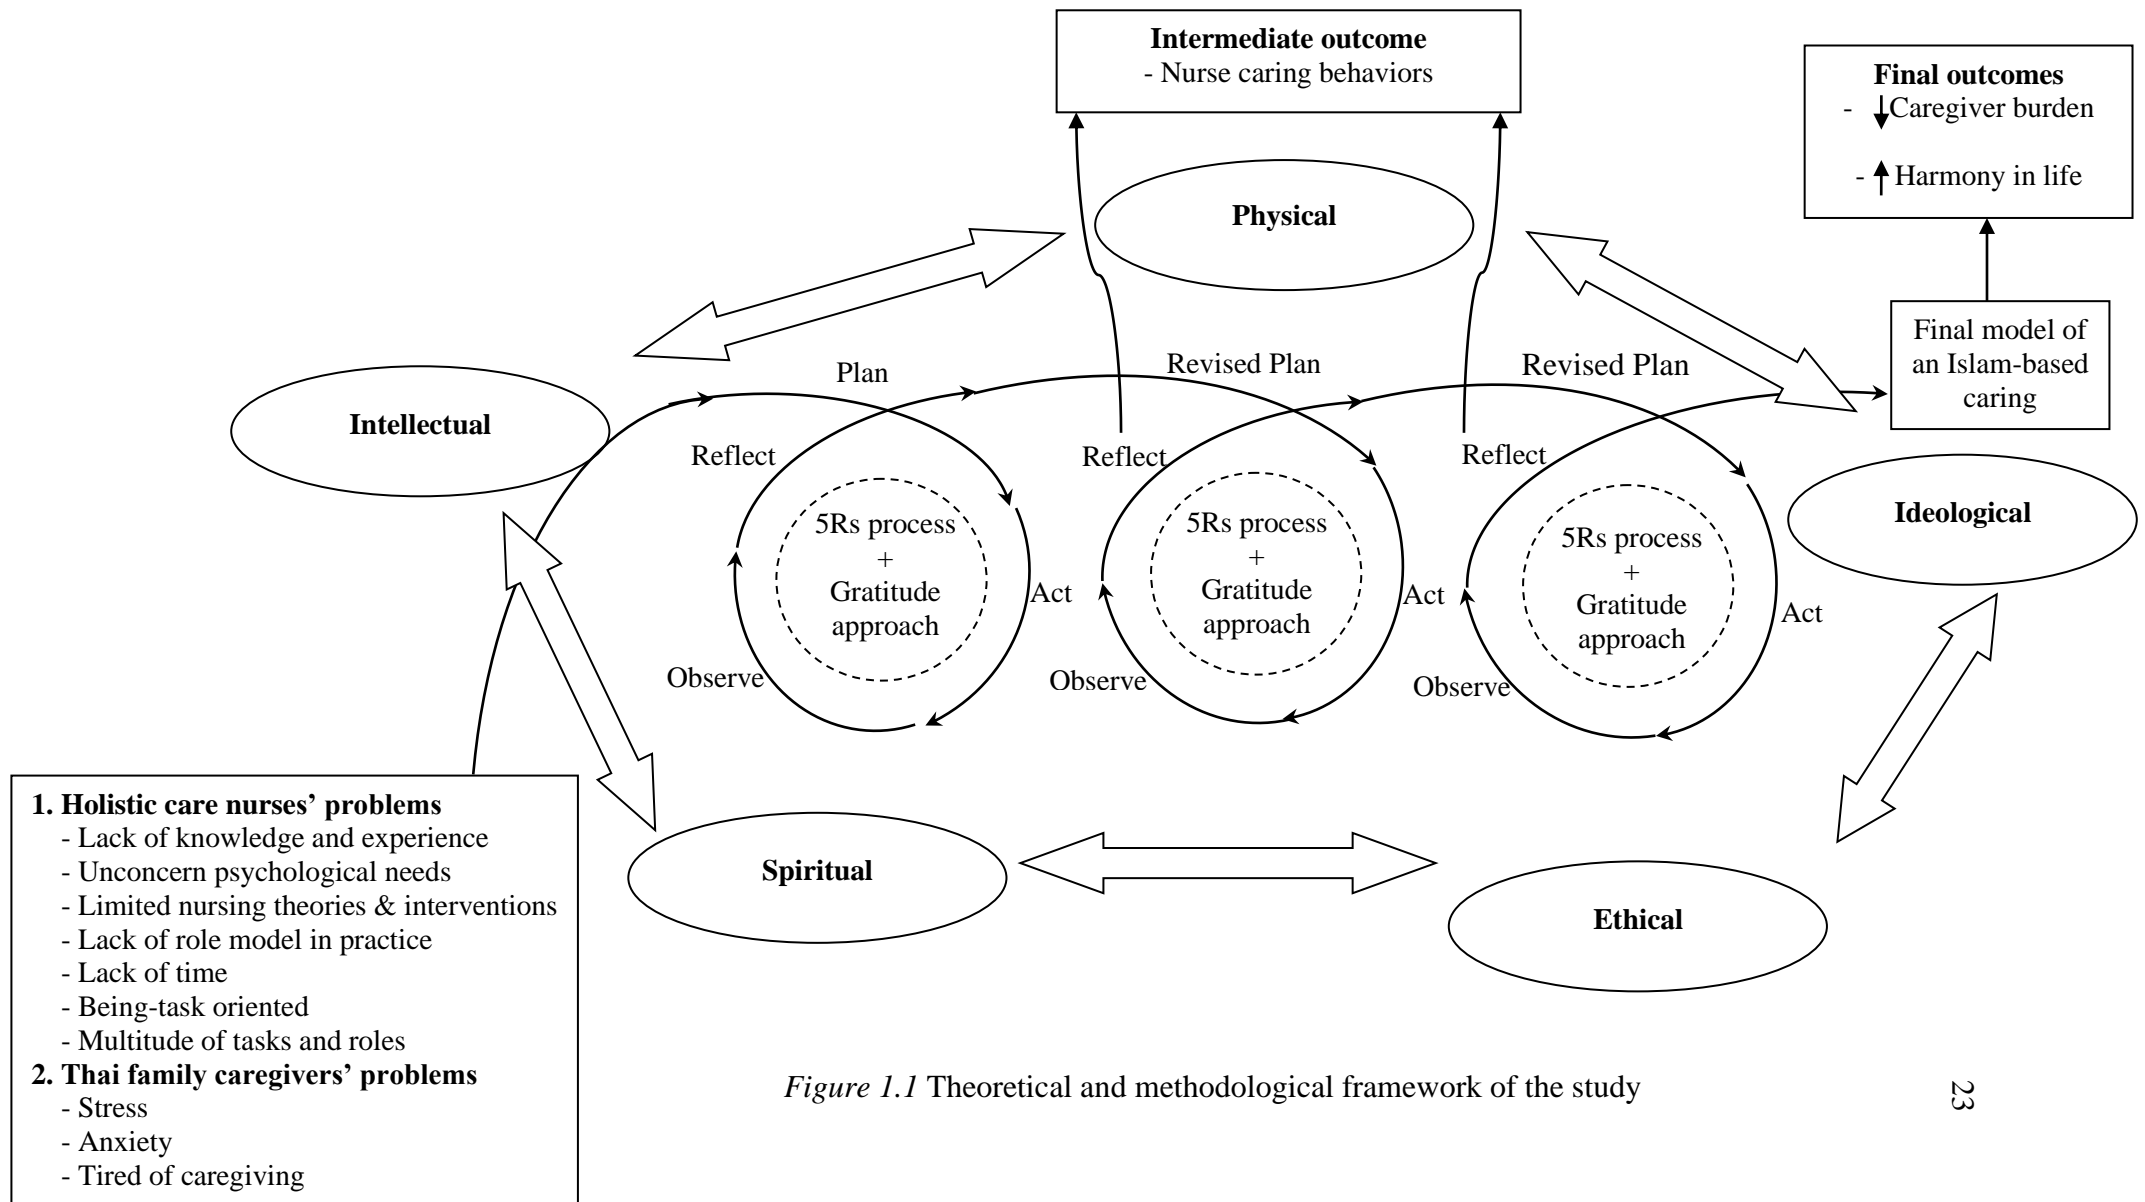 Intermediate outcome
- Nurse caring behaviors
Final outcomes
- ↓Caregiver burden
- ↑ Harmony in life
Physical
Final model of
an Islam-based
caring
Intellectual
Plan
Revised Plan
Revised Plan
Reflect
Reflect
Reflect
Ideological
5Rs process
+
Gratitude
approach
5Rs process
+
Gratitude
approach
5Rs process
+
Gratitude
approach
Act
Act
Act
Observe
Observe
Observe
Spiritual
Ethical
1. Holistic care nurses’ problems
- Lack of knowledge and experience
- Unconcern psychological needs
- Limited nursing theories & interventions
- Lack of role model in practice
- Lack of time
- Being-task oriented
- Multitude of tasks and roles
2. Thai family caregivers’ problems
- Stress
- Anxiety
- Tired of caregiving
Figure 1.1 Theoretical and methodological framework of the study
23